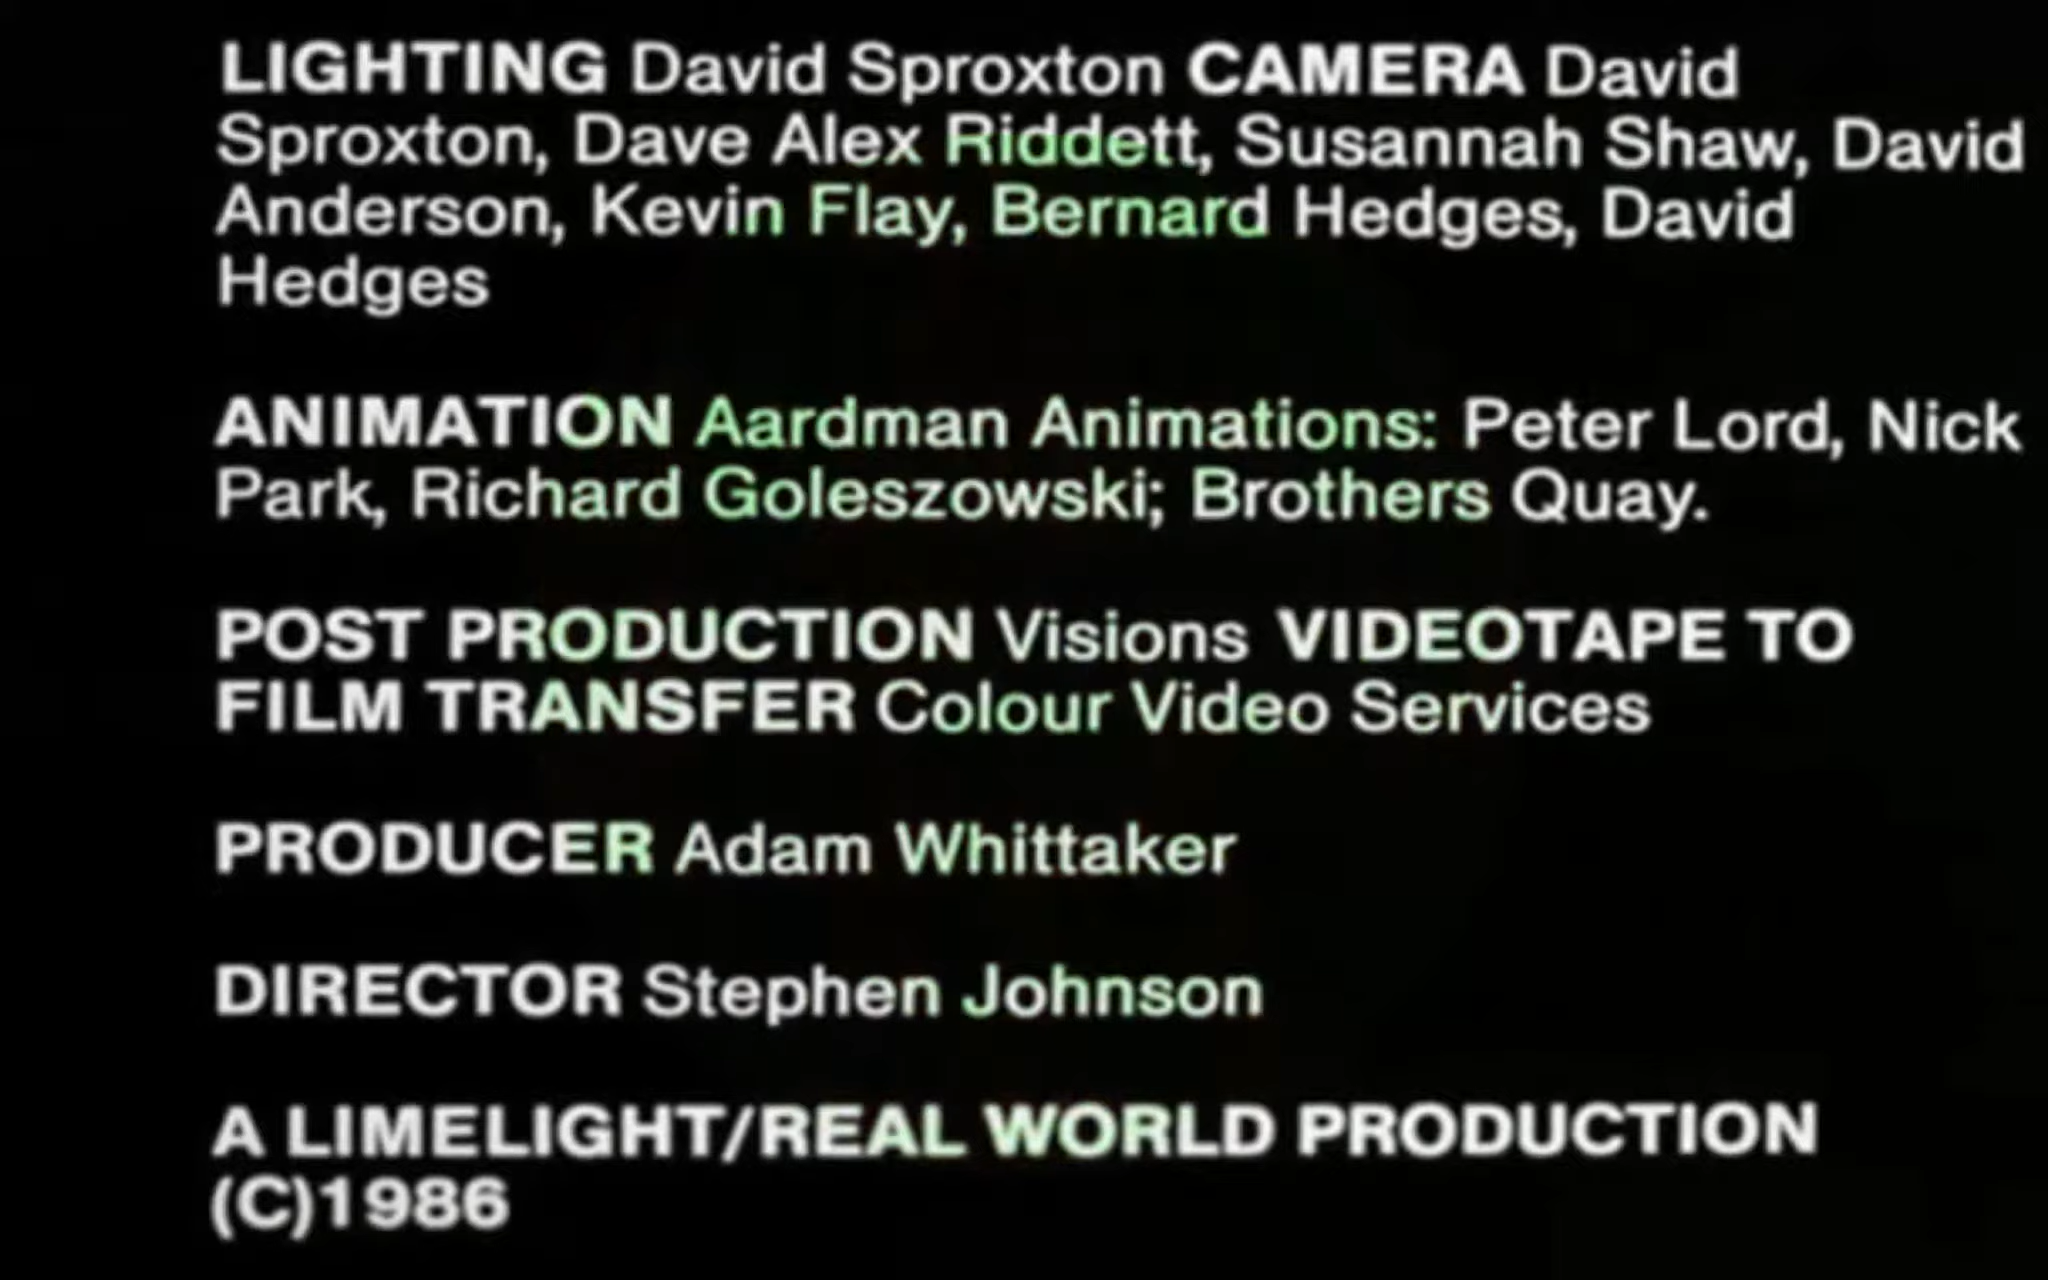 LIGHTING David Sproxton CAMERA David
Sproxton, Dave Alex Riddett, Susannah Shaw, David
Anderson, Kevin Flay, Bernard Hedges, David
Hedges
ANIMATION Aardman Animations: Peter Lord, Nick
Park, Richard Goleszowski; Brothers Quay.
POST PRODUCTION Visions VIDEOTAPE TO
FILM TRANSFER Colour Video Services
PRODUCER Adam Whittaker
DIRECTOR Stephen Johnson
A LIMELIGHT/REAL WORLD PRODUCTION
(C)1986